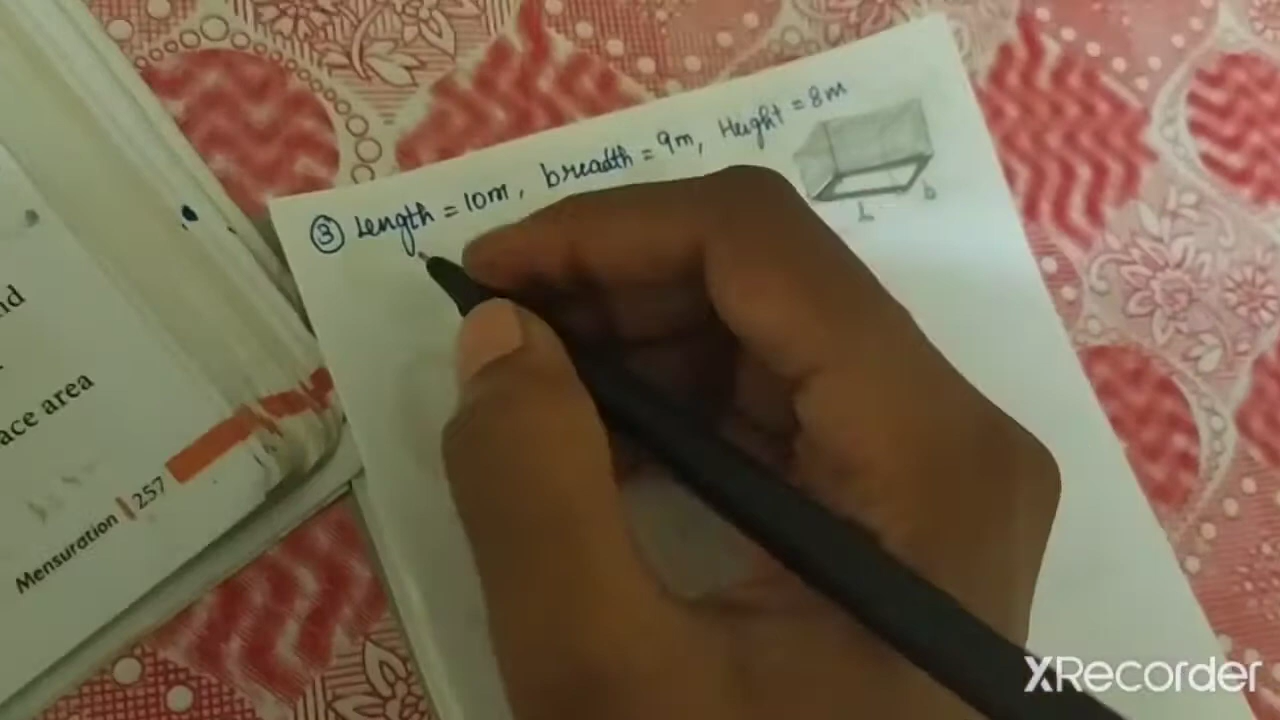 ③ Length = 10m, breadth = 9m, Height = 8m
L
b
nd
ace area
Mensuration | 257
XRecorder